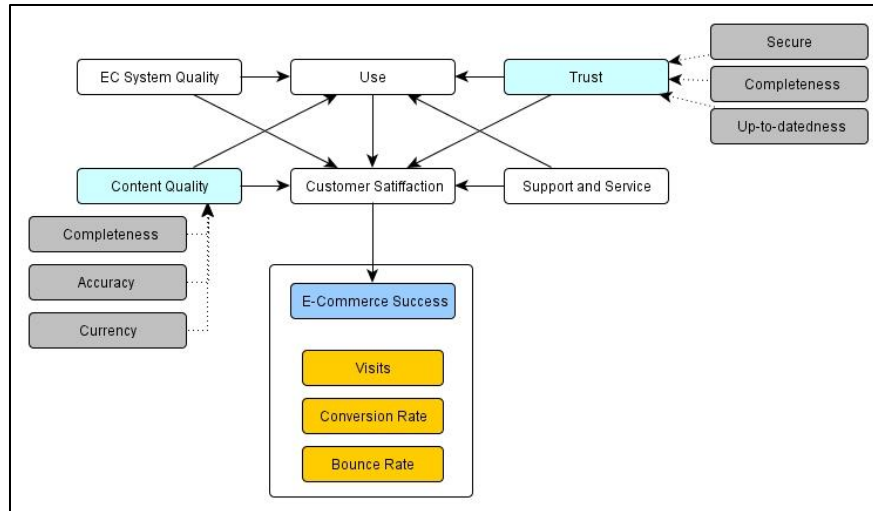 Secure
EC System Quality
Use
Trust
Completeness
Up-to-datedness
Content Quality
Customer Satiffaction
Support and Service
Completeness
Accuracy
Currency
E-Commerce Success
Visits
Conversion Rate
Bounce Rate